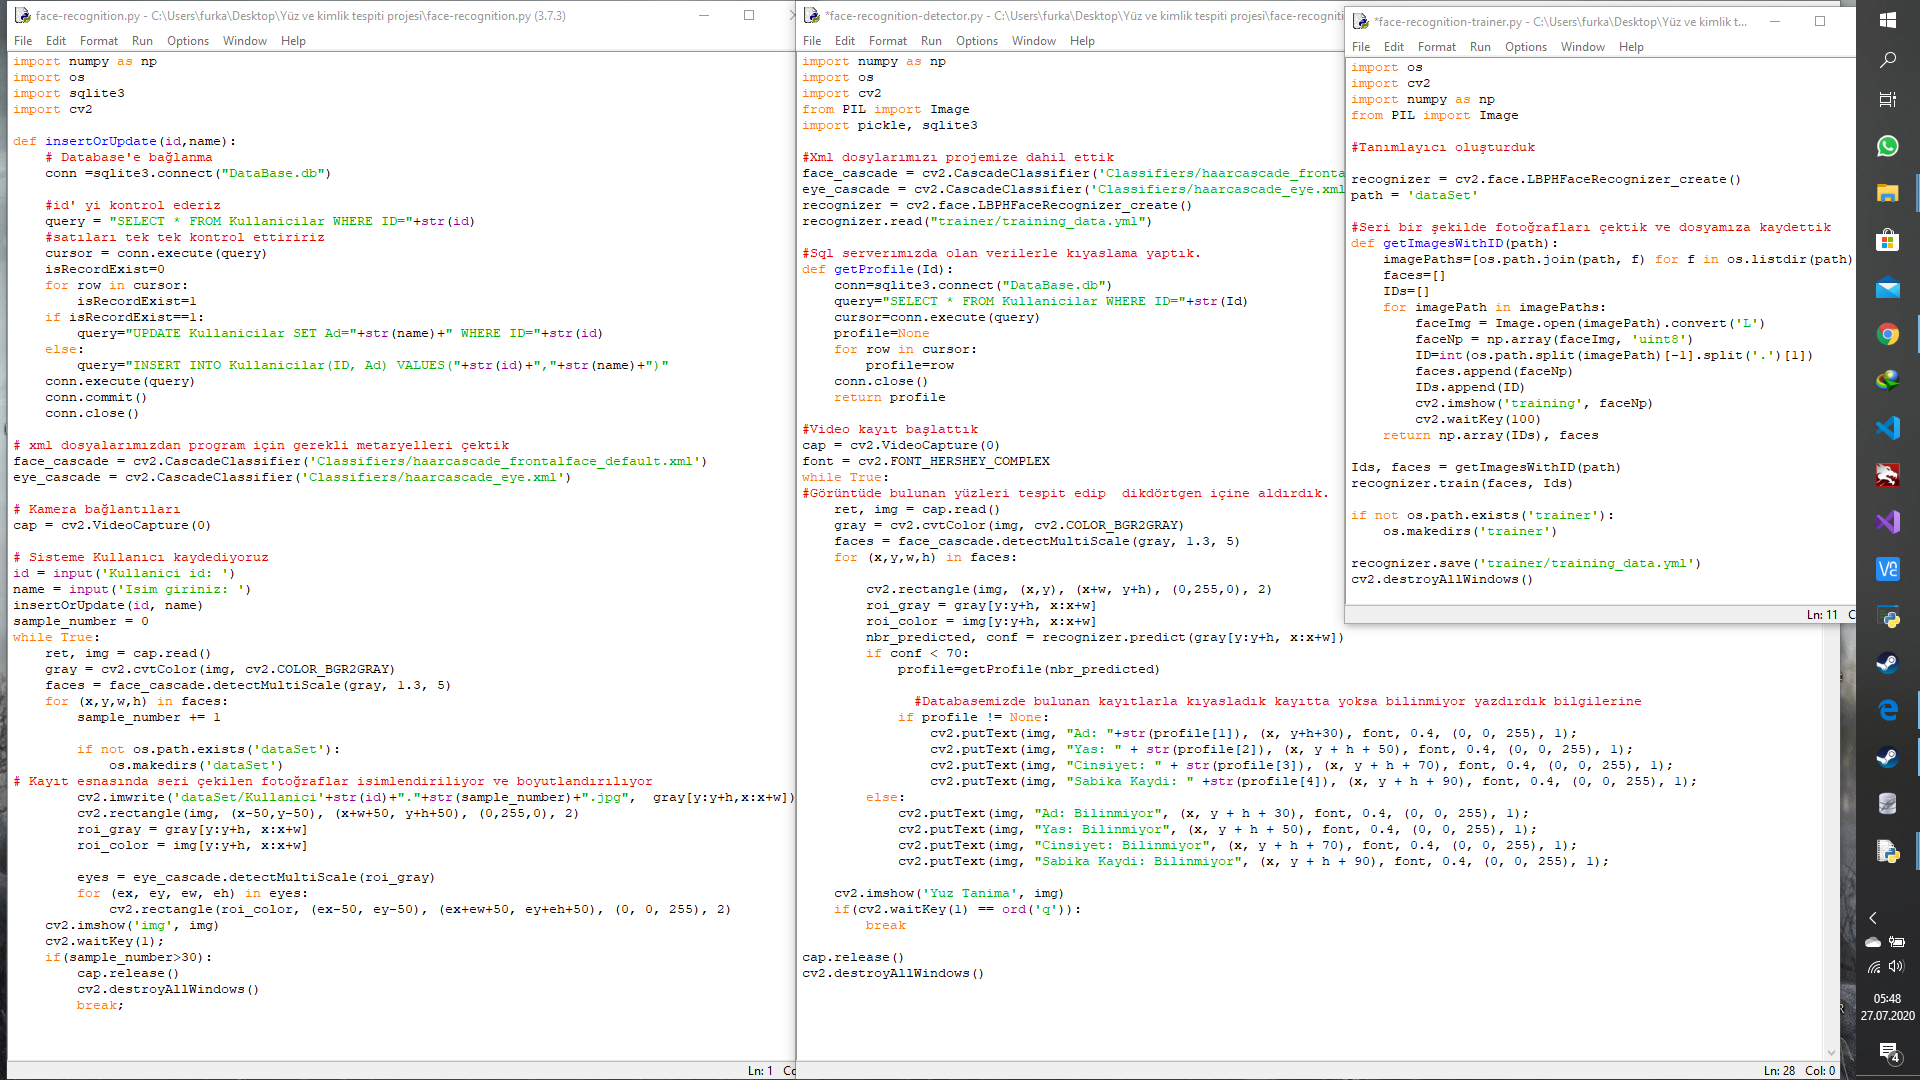 face-recognition.py - C:\Users\furka\Desktop\Yüz ve kimlik tespiti projesi\face-recognition.py (3.7.3)
File Edit Format Run Options Window Help
import numpy as np
import os
import sqlite3
import cv2
def insertOrUpdate(id,name):
# Database'e bağlanma
conn =sqlite3.connect("DataBase.db")
#id' yi kontrol ederiz
query = "SELECT * FROM Kullanicilar WHERE ID="+str(id)
#satıları tek tek kontrol ettiririz
cursor = conn.execute(query)
isRecordExist=0
for row in cursor:
isRecordExist=1
if isRecordExist==1:
query="UPDATE Kullanicilar SET Ad="+str(name)+" WHERE ID="+str(id)
else:
query="INSERT INTO Kullanicilar(ID, Ad) VALUES("+str(id)+","+str(name)+")"
conn.execute(query)
conn.commit()
conn.close()
# xml dosyalarımızdan program için gerekli metaryelleri çektik
face_cascade = cv2.CascadeClassifier('Classifiers/haarcascade_frontalface_default.xml')
eye_cascade = cv2.CascadeClassifier('Classifiers/haarcascade_eye.xml')
# Kamera bağlantıları
cap = cv2.VideoCapture(0)
# Sisteme Kullanıcı kaydediyoruz
id = input('Kullanici id: ')
name = input('Isim giriniz: ')
insertOrUpdate(id, name)
sample_number = 0
while True:
ret, img = cap.read()
gray = cv2.cvtColor(img, cv2.COLOR_BGR2GRAY)
faces = face_cascade.detectMultiScale(gray, 1.3, 5)
for (x,y,w,h) in faces:
sample_number += 1
if not os.path.exists('dataSet'):
os.makedirs('dataSet')
# Kayıt esnasında seri çekilen fotoğraflar isimlendiriliyor ve boyutlandırılıyor
cv2.imwrite('dataSet/Kullanici'+str(id)+"."+str(sample_number)+".jpg", gray[y:y+h,x:x+w])
cv2.rectangle(img, (x-50,y-50), (x+w+50, y+h+50), (0,255,0), 2)
roi_gray = gray[y:y+h, x:x+w]
roi_color = img[y:y+h, x:x+w]
eyes = eye_cascade.detectMultiScale(roi_gray)
for (ex, ey, ew, eh) in eyes:
cv2.rectangle(roi_color, (ex-50, ey-50), (ex+ew+50, ey+eh+50), (0, 0, 255), 2)
cv2.imshow('img', img)
cv2.waitKey(1);
if(sample_number>30):
cap.release()
cv2.destroyAllWindows()
break;
Ln: 1 Co
*face-recognition-detector.py - C:\Users\furka\Desktop\Yüz ve kimlik tespiti projesi\face-recognit
File Edit Format Run Options Window Help
import numpy as np
import os
import cv2
from PIL import Image
import pickle, sqlite3
#Xml dosylarımızı projemize dahil ettik
face_cascade = cv2.CascadeClassifier('Classifiers/haarcascade_fronta
eye_cascade = cv2.CascadeClassifier('Classifiers/haarcascade_eye.xml
recognizer = cv2.face.LBPHFaceRecognizer_create()
recognizer.read("trainer/training_data.yml")
#Sql serverımızda olan verilerle kıyaslama yaptık.
def getProfile(Id):
conn=sqlite3.connect("DataBase.db")
query="SELECT * FROM Kullanicilar WHERE ID="+str(Id)
cursor=conn.execute(query)
profile=None
for row in cursor:
profile=row
conn.close()
return profile
#Video kayıt başlattık
cap = cv2.VideoCapture(0)
font = cv2.FONT_HERSHEY_COMPLEX
while True:
#Görüntüde bulunan yüzleri tespit edip  dikdörtgen içine aldırdık.
ret, img = cap.read()
gray = cv2.cvtColor(img, cv2.COLOR_BGR2GRAY)
faces = face_cascade.detectMultiScale(gray, 1.3, 5)
for (x,y,w,h) in faces:
cv2.rectangle(img, (x,y), (x+w, y+h), (0,255,0), 2)
roi_gray = gray[y:y+h, x:x+w]
roi_color = img[y:y+h, x:x+w]
nbr_predicted, conf = recognizer.predict(gray[y:y+h, x:x+w])
if conf < 70:
profile=getProfile(nbr_predicted)
#Databasemizde bulunan kayıtlarla kıyasladık kayıtta yoksa bilinmiyor yazdırdık bilgilerine
if profile != None:
cv2.putText(img, "Ad: "+str(profile[1]), (x, y+h+30), font, 0.4, (0, 0, 255), 1);
cv2.putText(img, "Yas: " + str(profile[2]), (x, y + h + 50), font, 0.4, (0, 0, 255), 1);
cv2.putText(img, "Cinsiyet: " + str(profile[3]), (x, y + h + 70), font, 0.4, (0, 0, 255), 1);
cv2.putText(img, "Sabika Kaydi: " +str(profile[4]), (x, y + h + 90), font, 0.4, (0, 0, 255), 1);
else:
cv2.putText(img, "Ad: Bilinmiyor", (x, y + h + 30), font, 0.4, (0, 0, 255), 1);
cv2.putText(img, "Yas: Bilinmiyor", (x, y + h + 50), font, 0.4, (0, 0, 255), 1);
cv2.putText(img, "Cinsiyet: Bilinmiyor", (x, y + h + 70), font, 0.4, (0, 0, 255), 1);
cv2.putText(img, "Sabika Kaydi: Bilinmiyor", (x, y + h + 90), font, 0.4, (0, 0, 255), 1);
cv2.imshow('Yuz Tanima', img)
if(cv2.waitKey(1) == ord('q')):
break
cap.release()
cv2.destroyAllWindows()
Ln: 28 Col: 0
*face-recognition-trainer.py - C:\Users\furka\Desktop\Yüz ve kimlik t...
File Edit Format Run Options Window Help
import os
import cv2
import numpy as np
from PIL import Image
#Tanımlayıcı oluşturduk
recognizer = cv2.face.LBPHFaceRecognizer_create()
path = 'dataSet'
#Seri bir şekilde fotoğrafları çektik ve dosyamıza kaydettik
def getImagesWithID(path):
imagePaths=[os.path.join(path, f) for f in os.listdir(path)
faces=[]
IDs=[]
for imagePath in imagePaths:
faceImg = Image.open(imagePath).convert('L')
faceNp = np.array(faceImg, 'uint8')
ID=int(os.path.split(imagePath)[-1].split('.')[1])
faces.append(faceNp)
IDs.append(ID)
cv2.imshow('training', faceNp)
cv2.waitKey(100)
return np.array(IDs), faces
Ids, faces = getImagesWithID(path)
recognizer.train(faces, Ids)
if not os.path.exists('trainer'):
os.makedirs('trainer')
recognizer.save('trainer/training_data.yml')
cv2.destroyAllWindows()
Ln: 11 C
05:48
27.07.2020
4